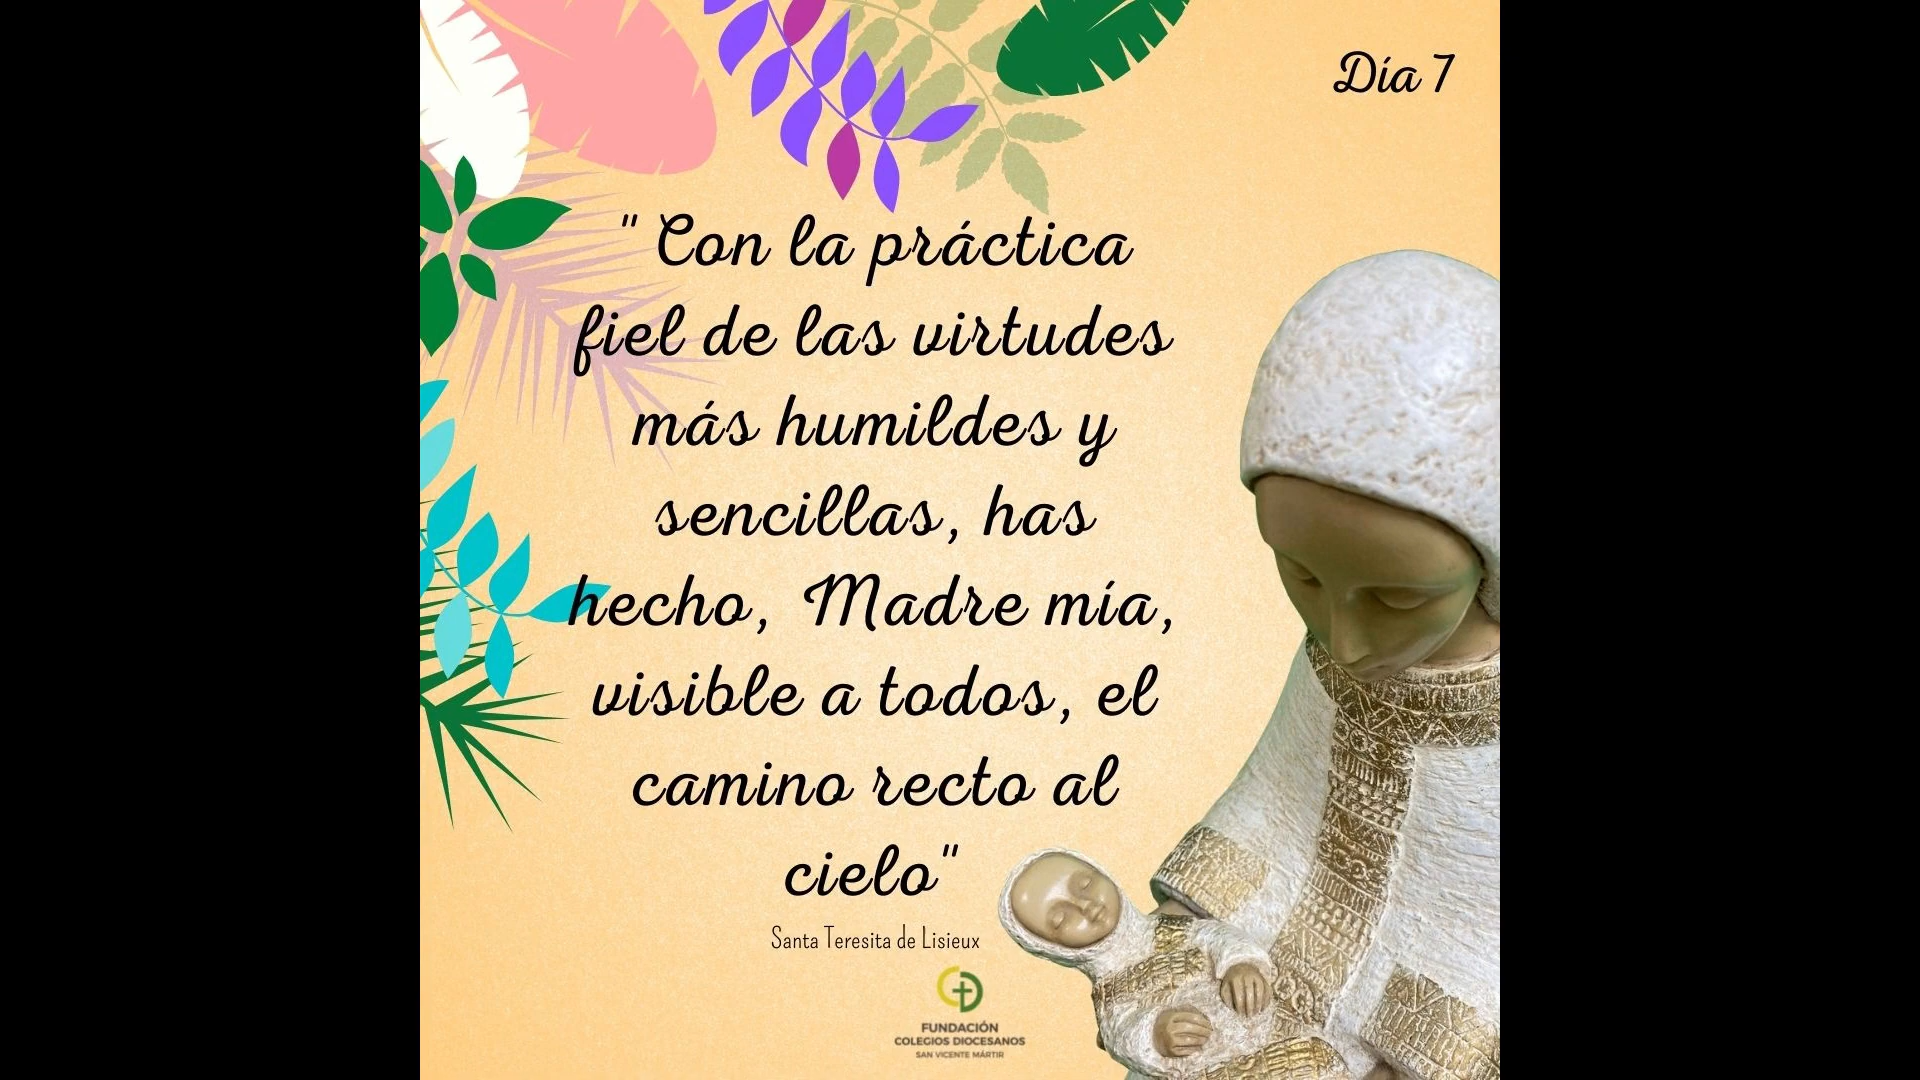 Día 7
" Con la práctica
fiel de las virtudes
más humildes y
sencillas, has
hecho, Madre mía,
visible a todos, el
camino recto al
cielo"
Santa Teresita de Lisieux
FUNDACIÓN
COLEGIOS DIOCESANOS
SAN VICENTE MÁRTIR